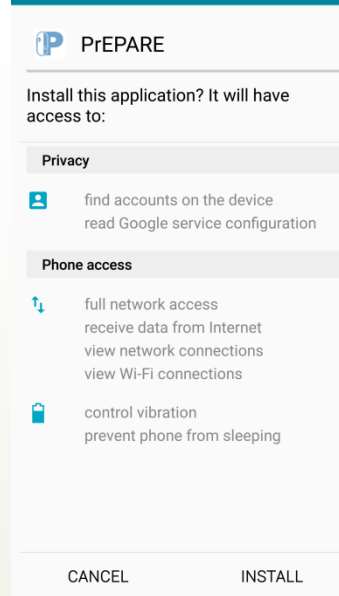 PrEPARE
Install this application? It will have
access to:
Privacy
find accounts on the device
read Google service configuration
Phone access
full network access
receive data from Internet
view network connections
view Wi-Fi connections
control vibration
prevent phone from sleeping
CANCEL INSTALL